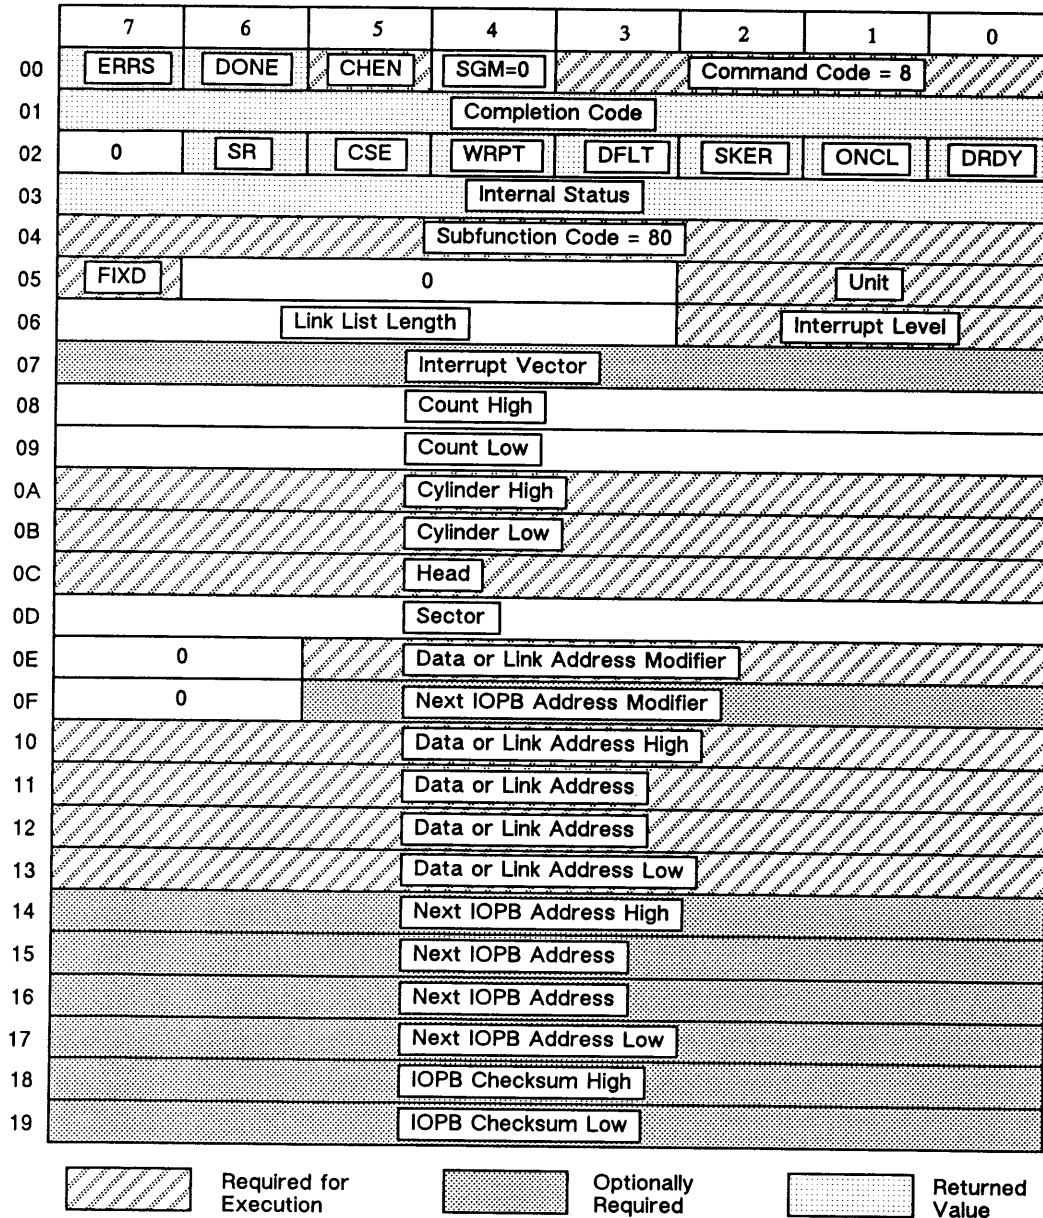 7 6 5 4 3 2 1 0
00 ERRS DONE CHEN SGM=0 Command Code = 8
01 Completion Code
02 0 SR CSE WRPT DFLT SKER ONCL DRDY
03 Internal Status
04 Subfunction Code = 80
05 FIXD 0 Unit
06 Link List Length Interrupt Level
07 Interrupt Vector
08 Count High
09 Count Low
0A Cylinder High
0B Cylinder Low
0C Head
0D Sector
0E 0 Data or Link Address Modifier
0F 0 Next IOPB Address Modifier
10 Data or Link Address High
11 Data or Link Address
12 Data or Link Address
13 Data or Link Address Low
14 Next IOPB Address High
15 Next IOPB Address
16 Next IOPB Address
17 Next IOPB Address Low
18 IOPB Checksum High
19 IOPB Checksum Low
Required for Optionally Returned
Execution Required Value